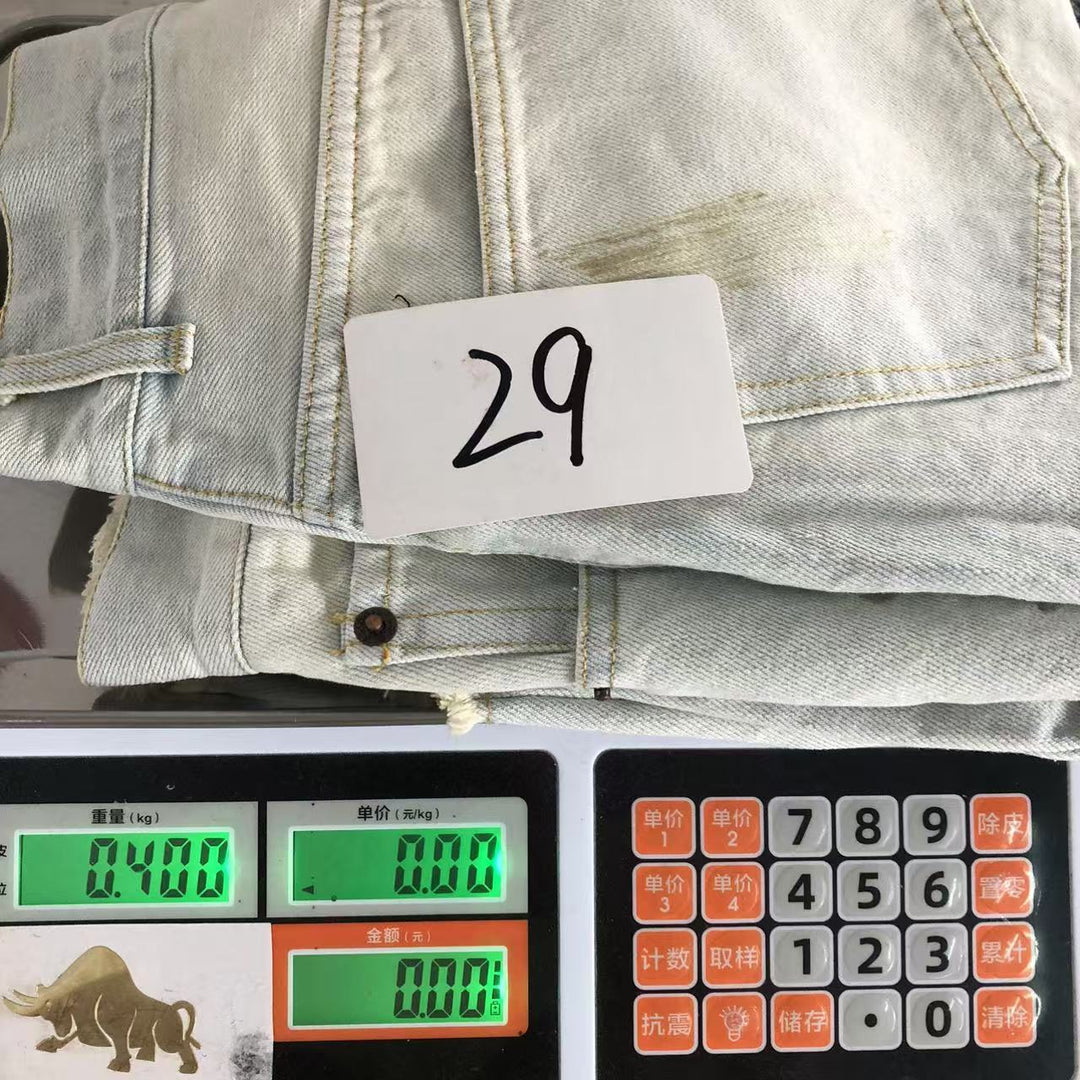 29
重量(kg)
0.400
单价(元/kg)
0.00
金额(元)
0.00
单价1 单价2 7 8 9 除皮
单价3 单价4 4 5 6 置零
计数 取样 1 2 3 累计
抗震 储存 . 0 清除